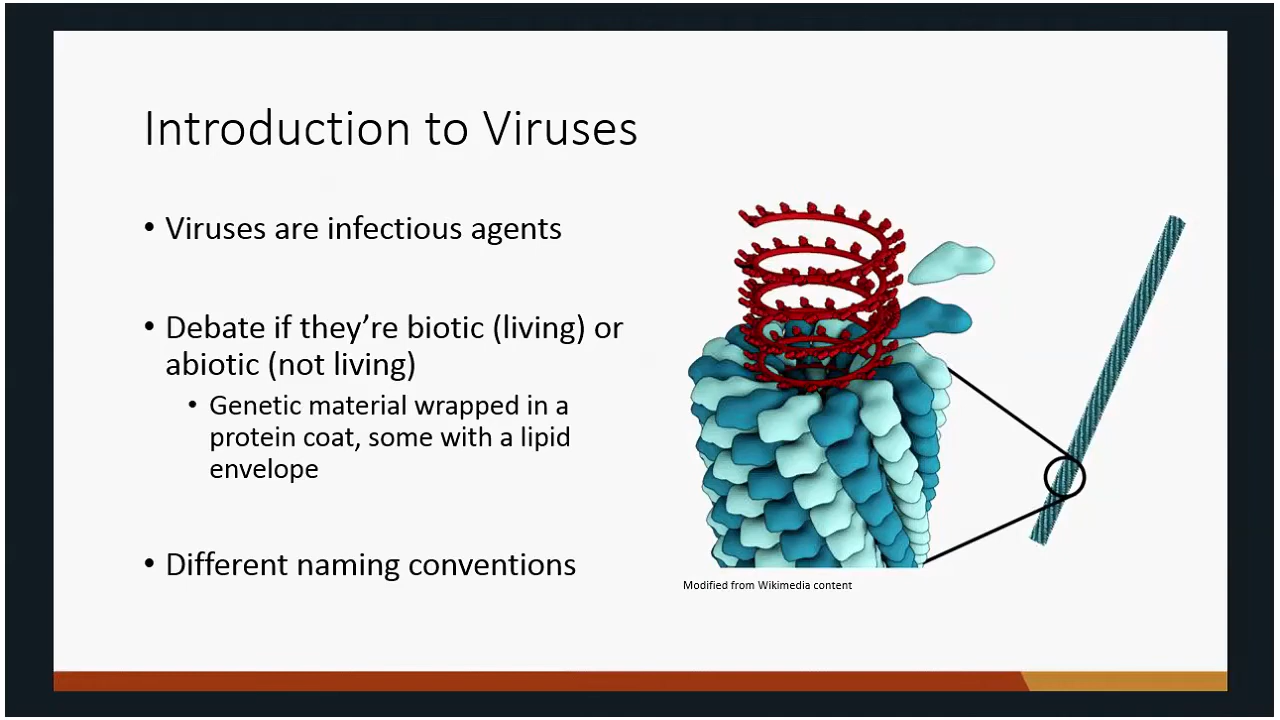 Introduction to Viruses
• Viruses are infectious agents
• Debate if they’re biotic (living) or
abiotic (not living)
• Genetic material wrapped in a
protein coat, some with a lipid
envelope
• Different naming conventions
Modified from Wikimedia content